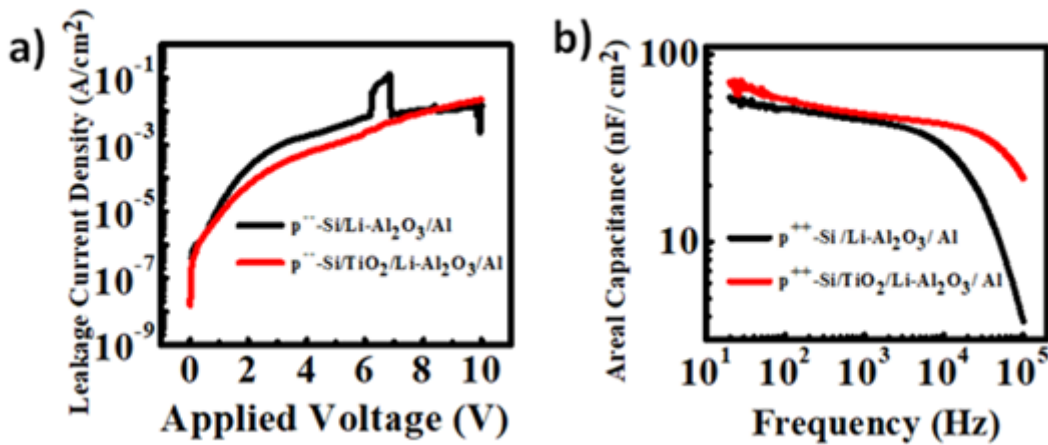 a)
Leakage Current Density (A/cm²)
10⁻¹
10⁻³
10⁻⁵
10⁻⁷
10⁻⁹
p⁻⁻-Si/Li-Al₂O₃/Al
p⁻⁻-Si/TiO₂/Li-Al₂O₃/Al
0 2 4 6 8 10
Applied Voltage (V)
b)
Areal Capacitance (nF/ cm²)
100
10
p⁺⁺-Si /Li-Al₂O₃/ Al
p⁺⁺-Si/TiO₂/Li-Al₂O₃/ Al
10¹ 10² 10³ 10⁴ 10⁵
Frequency (Hz)